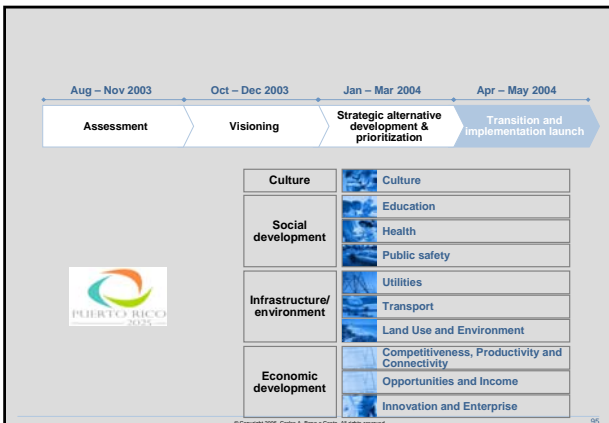 Aug – Nov 2003
Oct – Dec 2003
Jan – Mar 2004
Apr – May 2004
Assessment
Visioning
Strategic alternative
development &
prioritization
Transition and
implementation launch
Culture
Culture
Social
development
Education
Health
Public safety
Infrastructure/
environment
Utilities
Transport
Land Use and Environment
Economic
development
Competitiveness, Productivity and
Connectivity
Opportunities and Income
Innovation and Enterprise
PUERTO RICO
2025
95